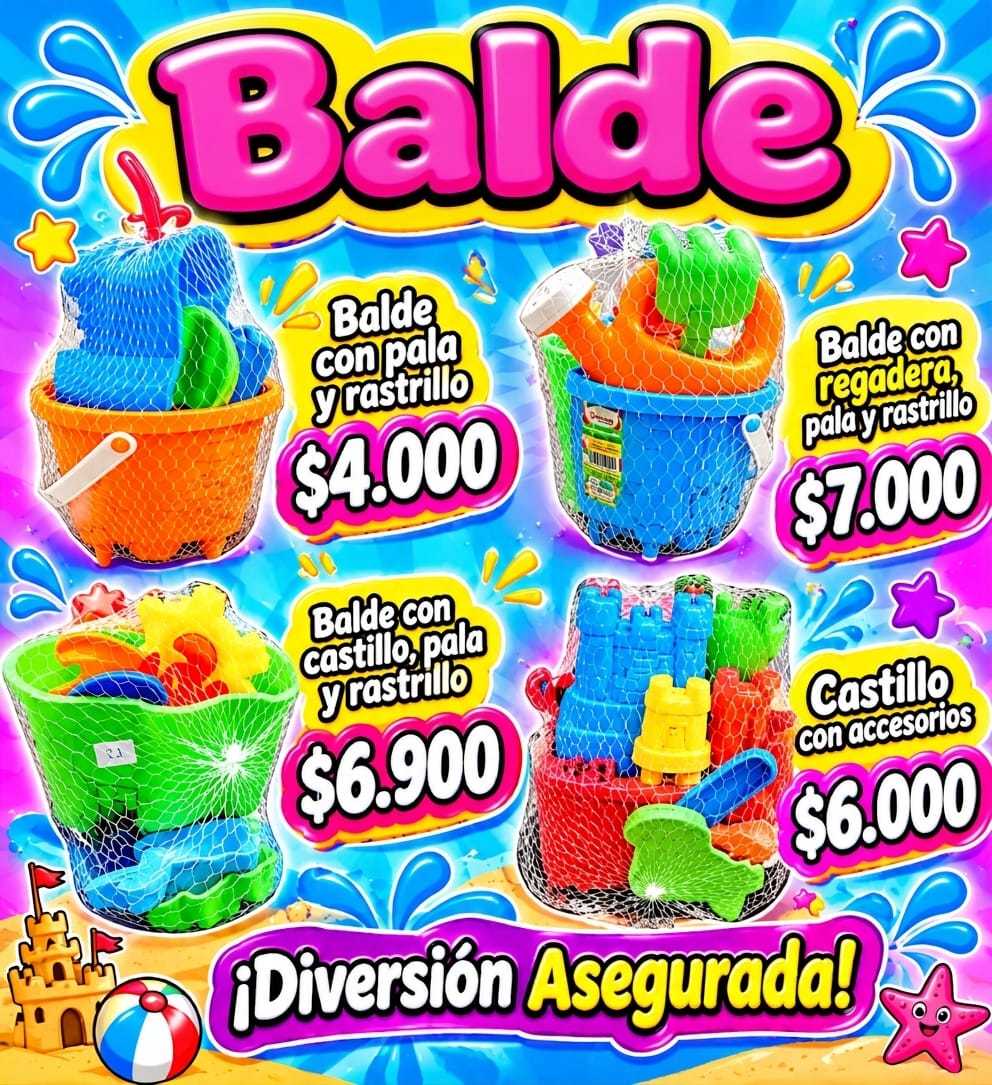 Balde
Balde
con pala
y rastrillo
$4.000
Balde con
regadera,
pala y rastrillo
$7.000
Balde con
castillo, pala
y rastrillo
$6.900
Castillo
con accesorios
$6.000
¡Diversión Asegurada!